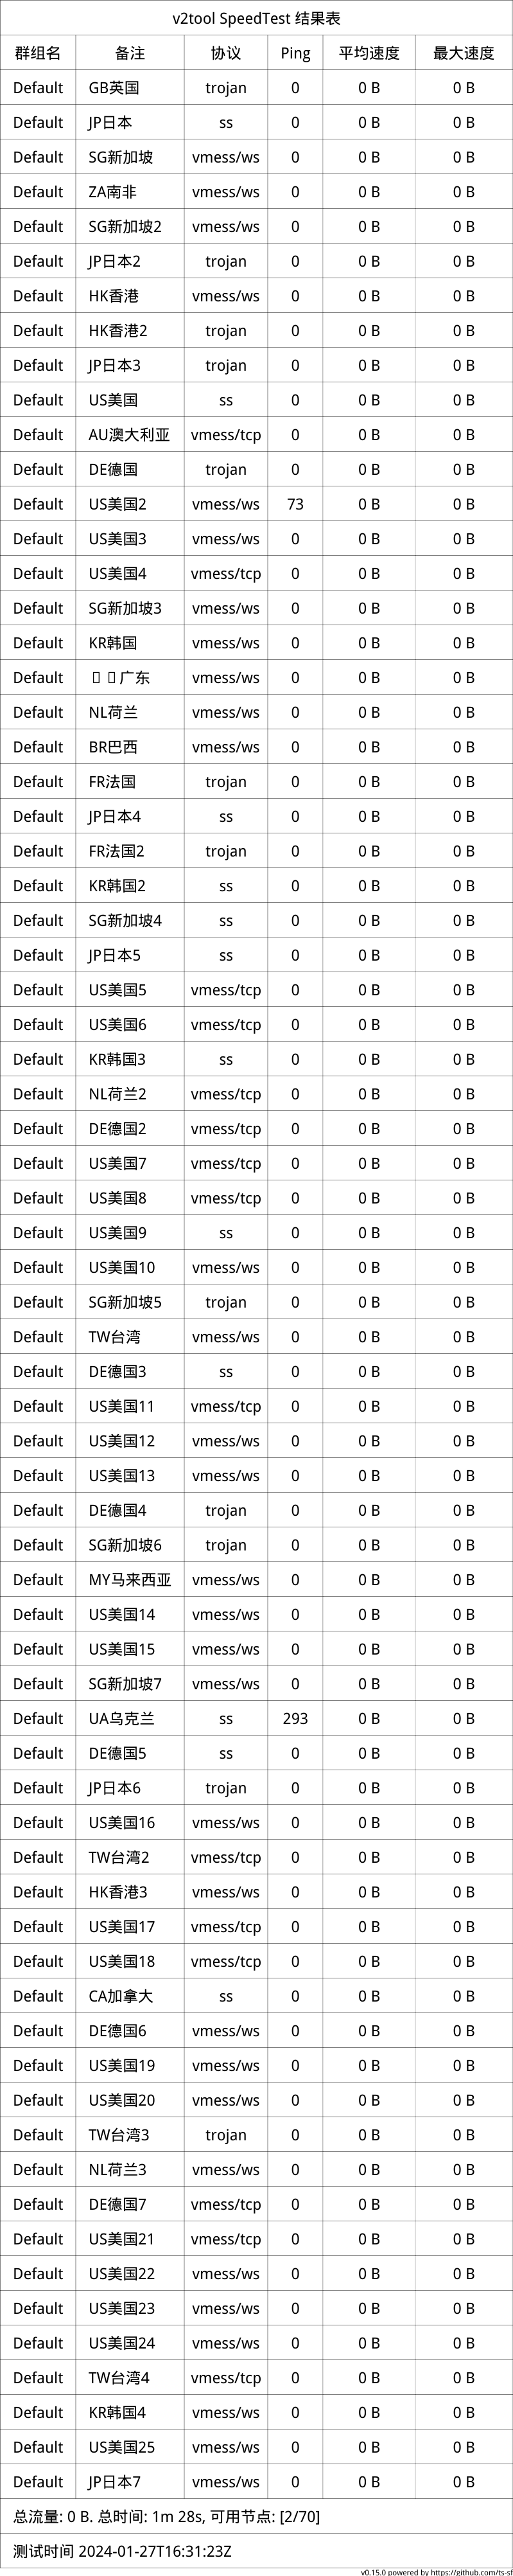 v2tool SpeedTest 结果表
群组名 备注 协议 Ping 平均速度 最大速度
Default GB英国 trojan 0 0 B 0 B
Default JP日本 ss 0 0 B 0 B
Default SG新加坡 vmess/ws 0 0 B 0 B
Default ZA南非 vmess/ws 0 0 B 0 B
Default SG新加坡2 vmess/ws 0 0 B 0 B
Default JP日本2 trojan 0 0 B 0 B
Default HK香港 vmess/ws 0 0 B 0 B
Default HK香港2 trojan 0 0 B 0 B
Default JP日本3 trojan 0 0 B 0 B
Default US美国 ss 0 0 B 0 B
Default AU澳大利亚 vmess/tcp 0 0 B 0 B
Default DE德国 trojan 0 0 B 0 B
Default US美国2 vmess/ws 73 0 B 0 B
Default US美国3 vmess/ws 0 0 B 0 B
Default US美国4 vmess/tcp 0 0 B 0 B
Default SG新加坡3 vmess/ws 0 0 B 0 B
Default KR韩国 vmess/ws 0 0 B 0 B
Default 广东 vmess/ws 0 0 B 0 B
Default NL荷兰 vmess/ws 0 0 B 0 B
Default BR巴西 vmess/ws 0 0 B 0 B
Default FR法国 trojan 0 0 B 0 B
Default JP日本4 ss 0 0 B 0 B
Default FR法国2 trojan 0 0 B 0 B
Default KR韩国2 ss 0 0 B 0 B
Default SG新加坡4 ss 0 0 B 0 B
Default JP日本5 ss 0 0 B 0 B
Default US美国5 vmess/tcp 0 0 B 0 B
Default US美国6 vmess/tcp 0 0 B 0 B
Default KR韩国3 ss 0 0 B 0 B
Default NL荷兰2 vmess/tcp 0 0 B 0 B
Default DE德国2 vmess/tcp 0 0 B 0 B
Default US美国7 vmess/tcp 0 0 B 0 B
Default US美国8 vmess/tcp 0 0 B 0 B
Default US美国9 ss 0 0 B 0 B
Default US美国10 vmess/ws 0 0 B 0 B
Default SG新加坡5 trojan 0 0 B 0 B
Default TW台湾 vmess/ws 0 0 B 0 B
Default DE德国3 ss 0 0 B 0 B
Default US美国11 vmess/tcp 0 0 B 0 B
Default US美国12 vmess/ws 0 0 B 0 B
Default US美国13 vmess/ws 0 0 B 0 B
Default DE德国4 trojan 0 0 B 0 B
Default SG新加坡6 trojan 0 0 B 0 B
Default MY马来西亚 vmess/ws 0 0 B 0 B
Default US美国14 vmess/ws 0 0 B 0 B
Default US美国15 vmess/ws 0 0 B 0 B
Default SG新加坡7 vmess/ws 0 0 B 0 B
Default UA乌克兰 ss 293 0 B 0 B
Default DE德国5 ss 0 0 B 0 B
Default JP日本6 trojan 0 0 B 0 B
Default US美国16 vmess/ws 0 0 B 0 B
Default TW台湾2 vmess/tcp 0 0 B 0 B
Default HK香港3 vmess/ws 0 0 B 0 B
Default US美国17 vmess/tcp 0 0 B 0 B
Default US美国18 vmess/tcp 0 0 B 0 B
Default CA加拿大 ss 0 0 B 0 B
Default DE德国6 vmess/ws 0 0 B 0 B
Default US美国19 vmess/ws 0 0 B 0 B
Default US美国20 vmess/ws 0 0 B 0 B
Default TW台湾3 trojan 0 0 B 0 B
Default NL荷兰3 vmess/ws 0 0 B 0 B
Default DE德国7 vmess/tcp 0 0 B 0 B
Default US美国21 vmess/tcp 0 0 B 0 B
Default US美国22 vmess/ws 0 0 B 0 B
Default US美国23 vmess/ws 0 0 B 0 B
Default US美国24 vmess/ws 0 0 B 0 B
Default TW台湾4 vmess/tcp 0 0 B 0 B
Default KR韩国4 vmess/ws 0 0 B 0 B
Default US美国25 vmess/ws 0 0 B 0 B
Default JP日本7 vmess/ws 0 0 B 0 B
总流量: 0 B. 总时间: 1m 28s, 可用节点: [2/70]
测试时间 2024-01-27T16:31:23Z
v0.15.0 powered by https://github.com/ts-sf